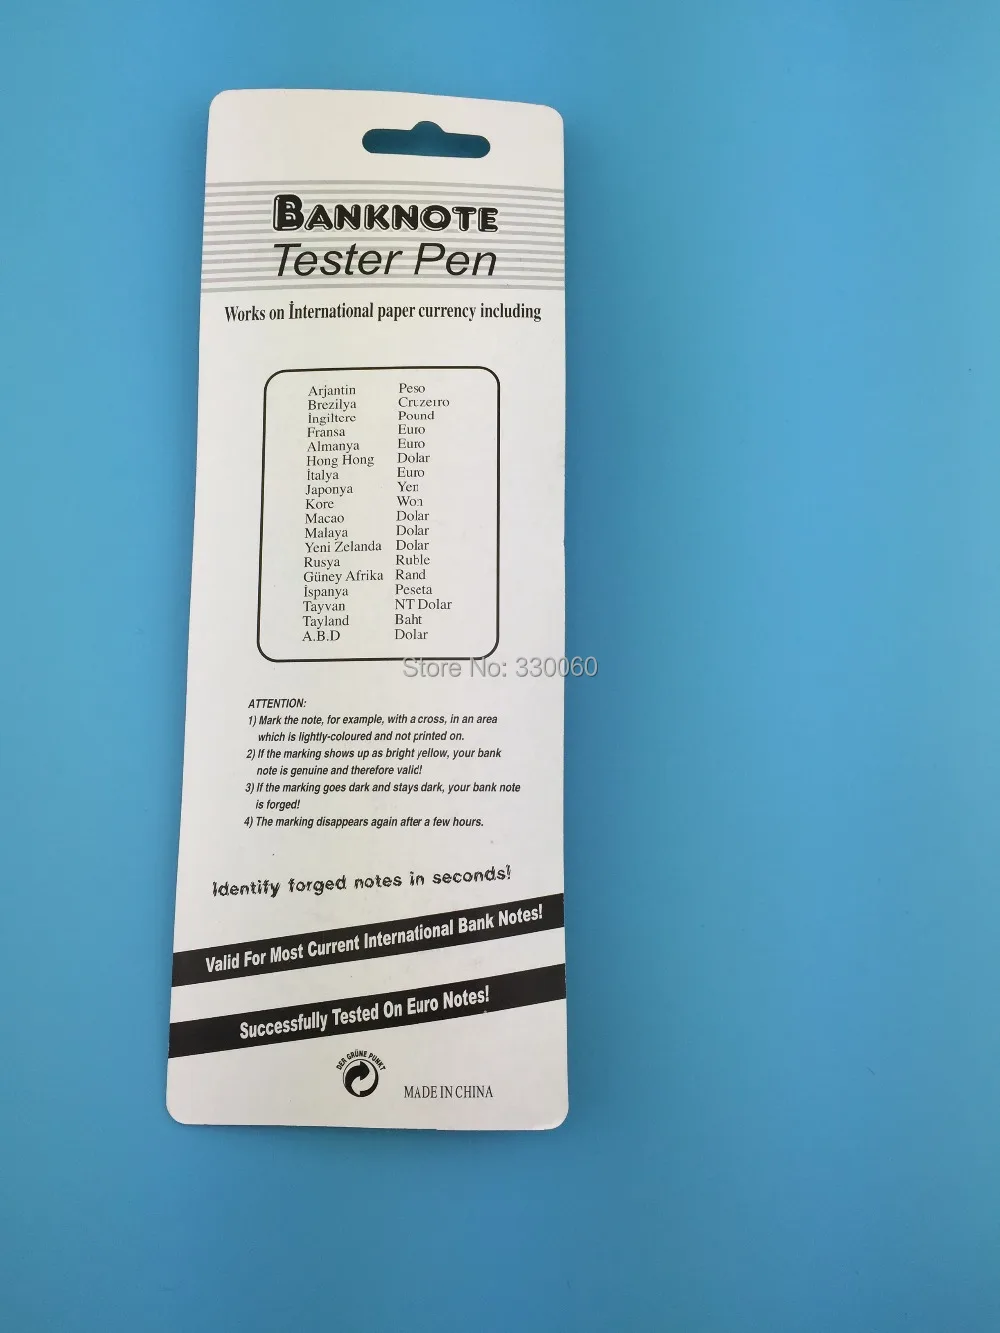 BANKNOTE
Tester Pen
Works on İnternational paper currency including
Arjantin Peso
Brezilya Cruzeiro
İngiltere Pound
Fransa Euro
Almanya Euro
Hong Hong Dolar
İtalya Euro
Japonya Yen
Kore Won
Macao Dolar
Malaya Dolar
Yeni Zelanda Dolar
Rusya Ruble
Güney Afrika Rand
İspanya Peseta
Tayvan NT Dolar
Tayland Baht
A.B.D Dolar
Store No: 330060
ATTENTION:
1) Mark the note, for example, with a cross, in an area
which is lightly-coloured and not printed on.
2) If the marking shows up as bright yellow, your bank
note is genuine and therefore valid!
3) If the marking goes dark and stays dark, your bank note
is forged!
4) The marking disappears again after a few hours.
Identify forged notes in seconds!
Valid For Most Current International Bank Notes!
Successfully Tested On Euro Notes!
DER GRÜNE PUNKT
MADE IN CHINA